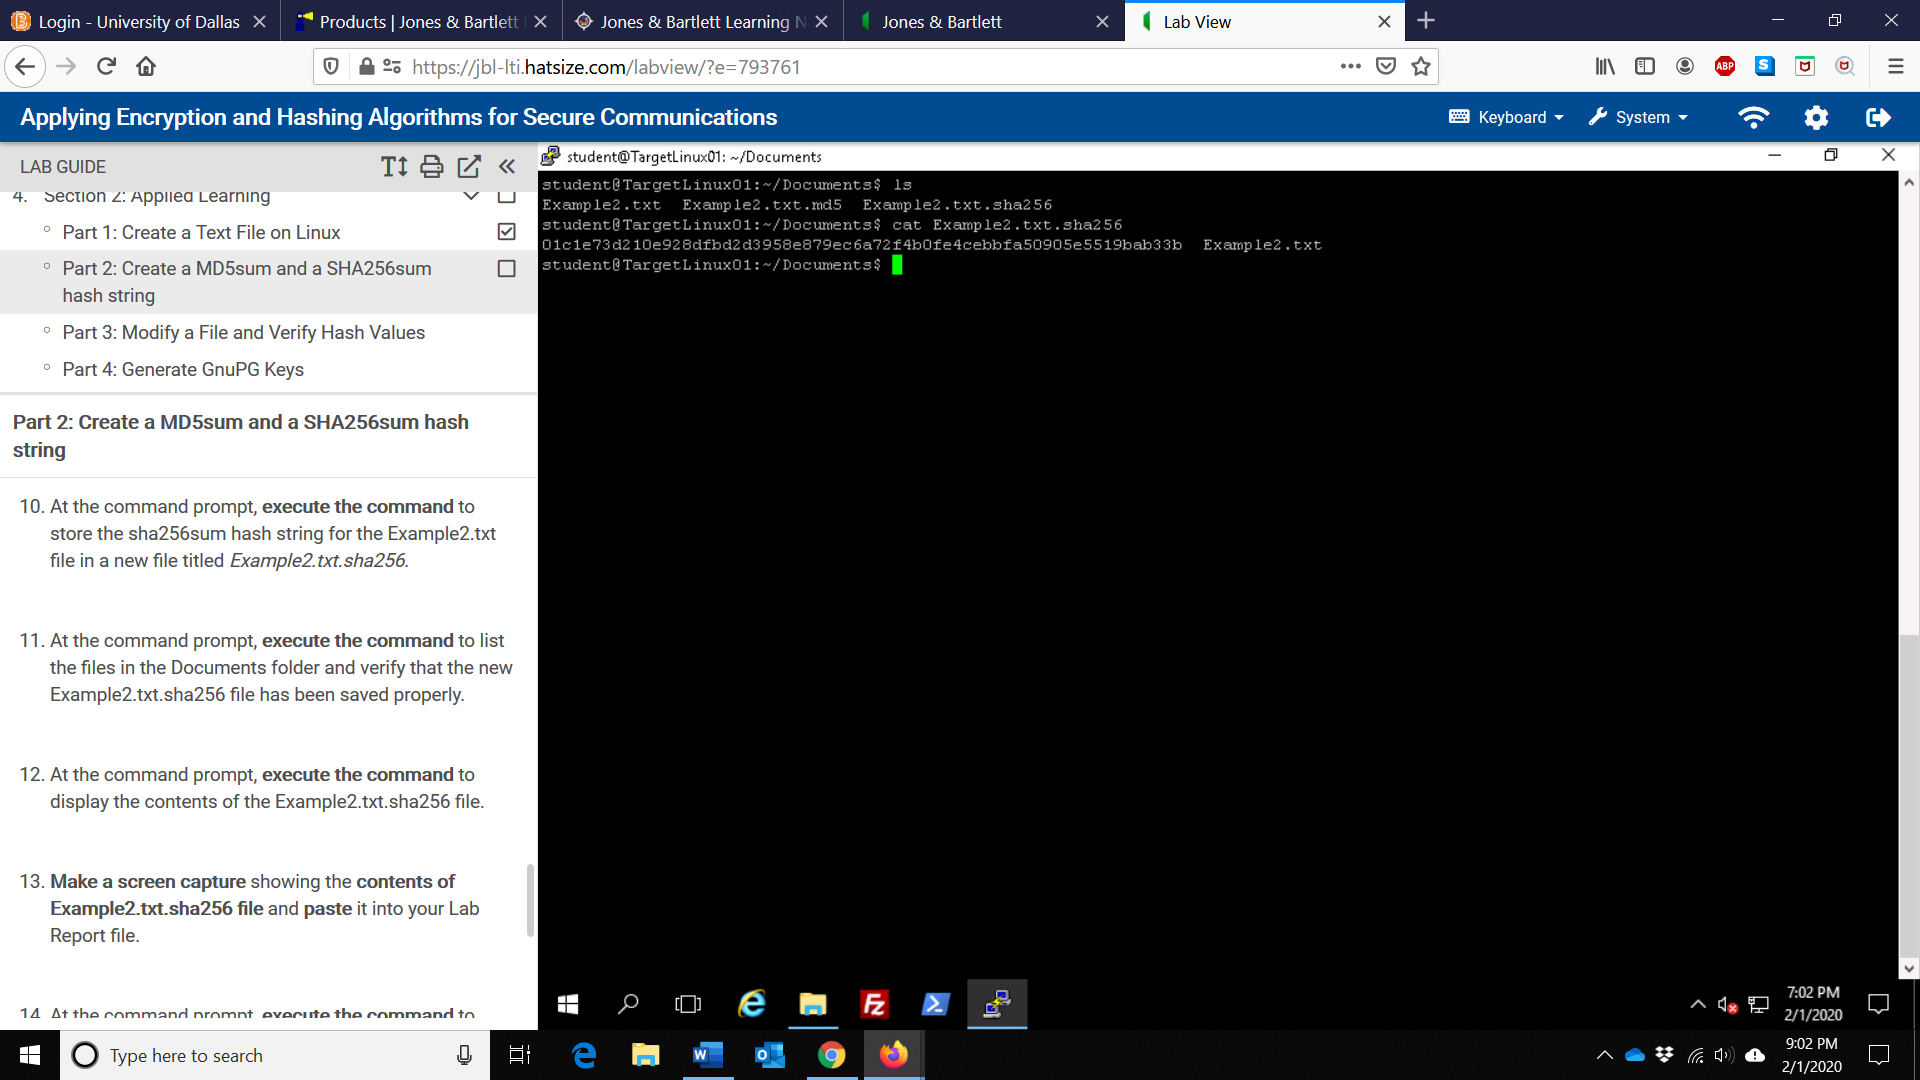 Login - University of Dallas
Products | Jones & Bartlett
Jones & Bartlett Learning N
Jones & Bartlett
Lab View
https://jbl-lti.hatsize.com/labview/?e=793761
ABP
S
Applying Encryption and Hashing Algorithms for Secure Communications
Keyboard
System
LAB GUIDE
student@TargetLinux01: ~/Documents
4. Section 2: Applied Learning
Part 1: Create a Text File on Linux
Part 2: Create a MD5sum and a SHA256sum
hash string
Part 3: Modify a File and Verify Hash Values
Part 4: Generate GnuPG Keys
Part 2: Create a MD5sum and a SHA256sum hash
string
10. At the command prompt, execute the command to
store the sha256sum hash string for the Example2.txt
file in a new file titled Example2.txt.sha256.
11. At the command prompt, execute the command to list
the files in the Documents folder and verify that the new
Example2.txt.sha256 file has been saved properly.
12. At the command prompt, execute the command to
display the contents of the Example2.txt.sha256 file.
13. Make a screen capture showing the contents of
Example2.txt.sha256 file and paste it into your Lab
Report file.
14. At the command prompt, execute the command to
student@TargetLinux01:~/Documents$ ls
Example2.txt  Example2.txt.md5  Example2.txt.sha256
student@TargetLinux01:~/Documents$ cat Example2.txt.sha256
01c1e73d210e928dfbd2d3958e879ec6a72f4b0fe4cebbfa50905e5519bab33b  Example2.txt
student@TargetLinux01:~/Documents$
Fz
7:02 PM
2/1/2020
Type here to search
9:02 PM
2/1/2020